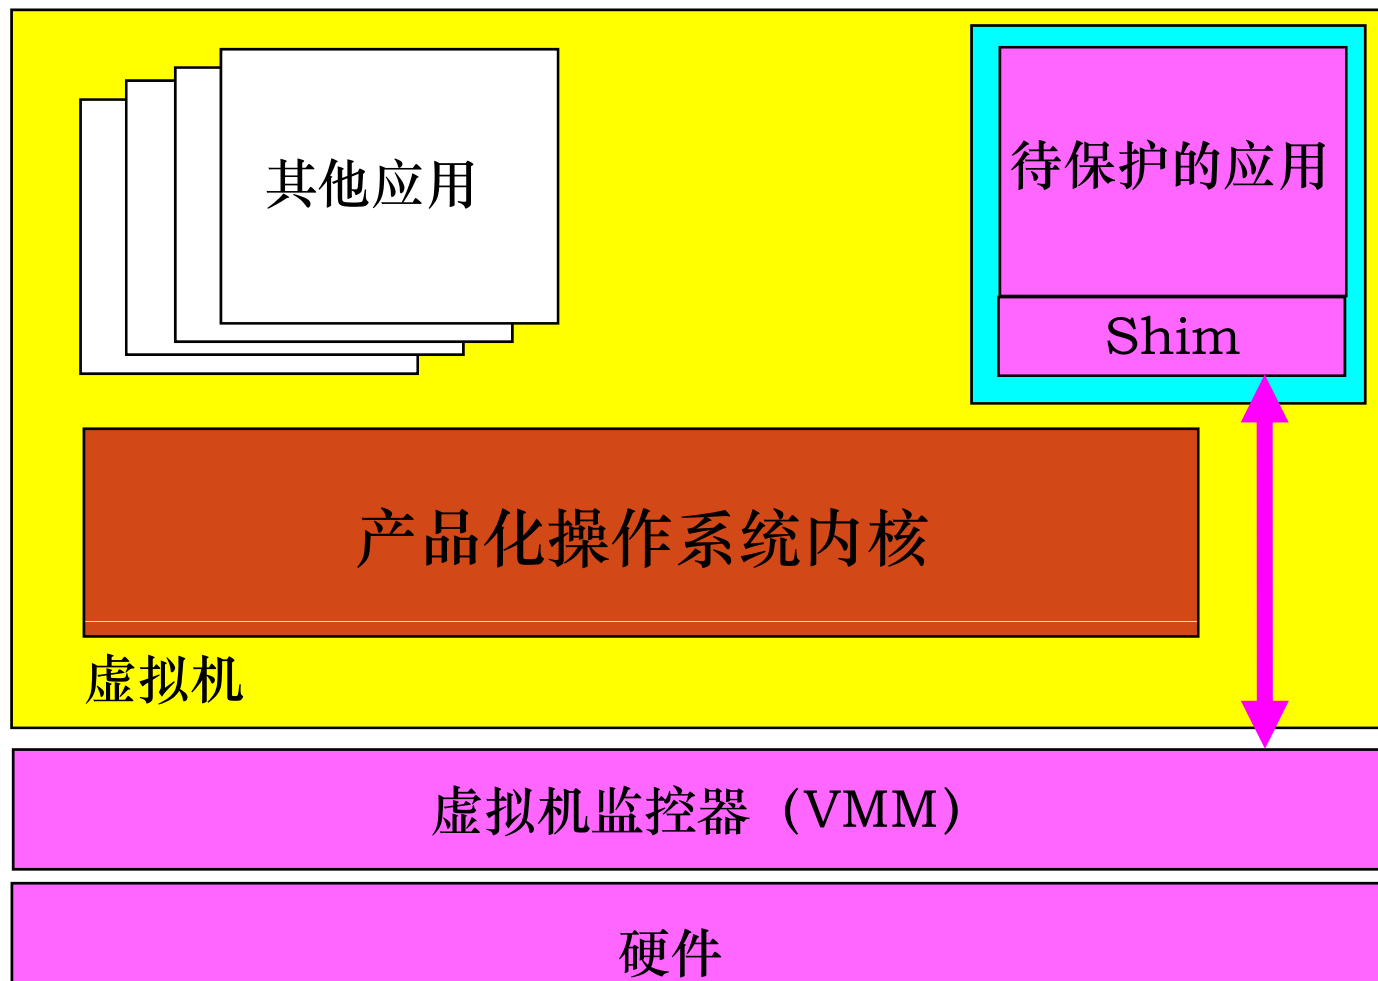 其他应用
待保护的应用
Shim
产品化操作系统内核
虚拟机
虚拟机监控器（VMM）
硬件